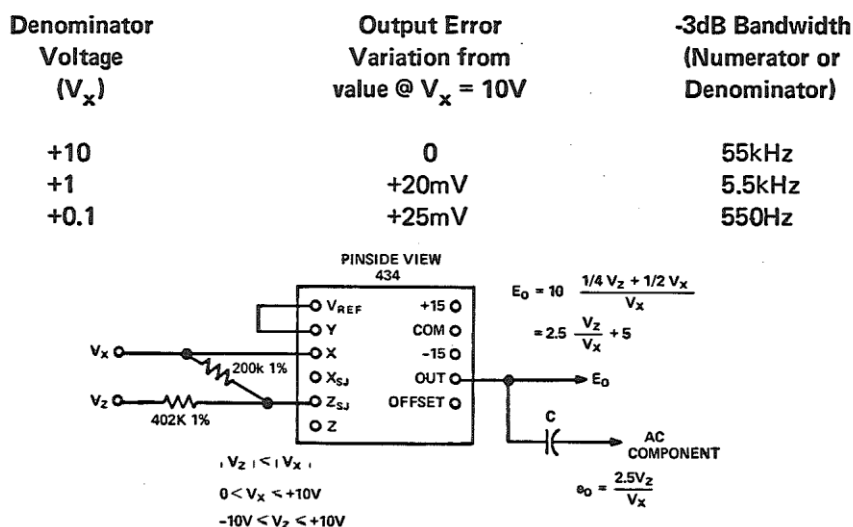 Denominator Output Error -3dB Bandwidth
Voltage Variation from (Numerator or
(Vx) value @ Vx = 10V Denominator)
+10 0 55kHz
+1 +20mV 5.5kHz
+0.1 +25mV 550Hz
PINSIDE VIEW
434
VREF +15
Y COM
X -15
XSJ OUT
ZSJ OFFSET
Z
Vx
200k 1%
Vz
402K 1%
Eo = 10 1/4 Vz + 1/2 Vx
Vx
= 2.5 Vz/Vx + 5
Eo
C
AC
COMPONENT
eo = 2.5Vz
Vx
|Vz| < |Vx|
0 < Vx ≤ +10V
-10V ≤ Vz ≤ +10V